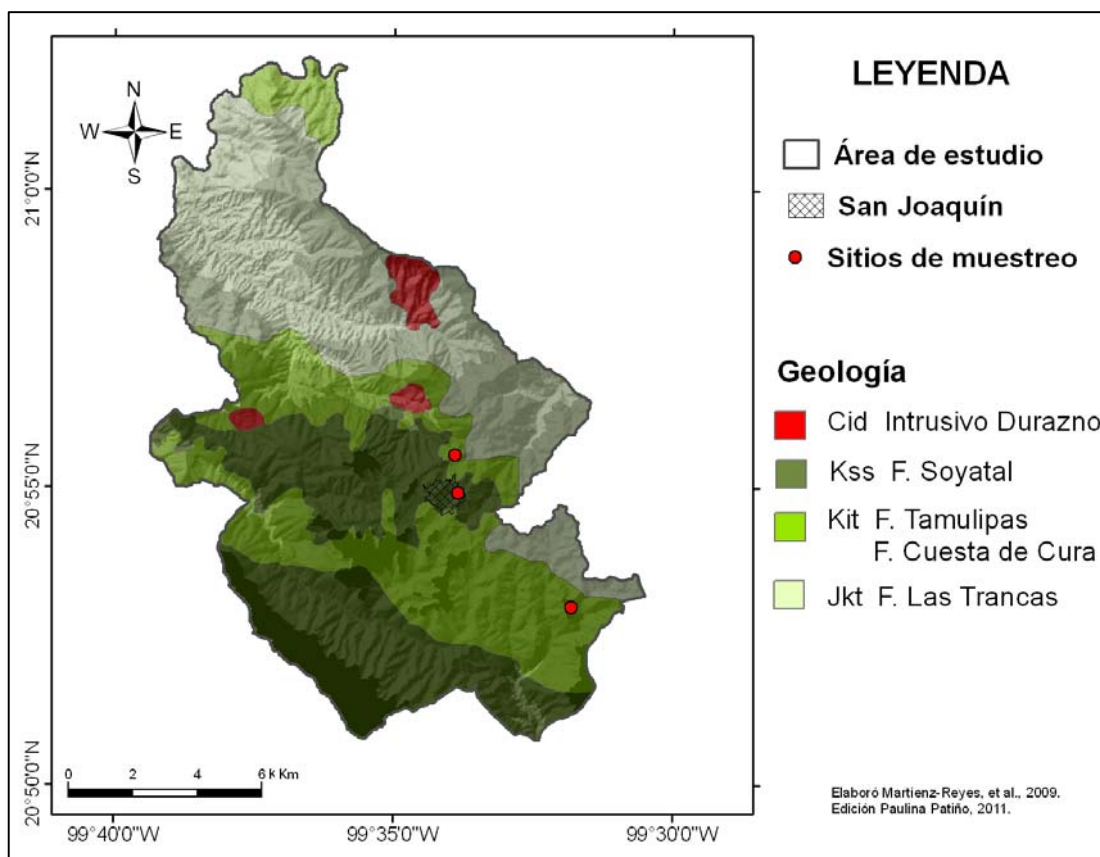 N
W E
S
21°0'0"N
20°55'0"N
20°50'0"N
99°40'0"W
99°35'0"W
99°30'0"W
0 2 4 6 K Km
LEYENDA
Área de estudio
San Joaquín
Sitios de muestreo
Geología
Cid Intrusivo Durazno
Kss F. Soyatal
Kit F. Tamulipas
F. Cuesta de Cura
Jkt F. Las Trancas
Elaboró Martienz-Reyes, et al., 2009.
Edición Paulina Patiño, 2011.